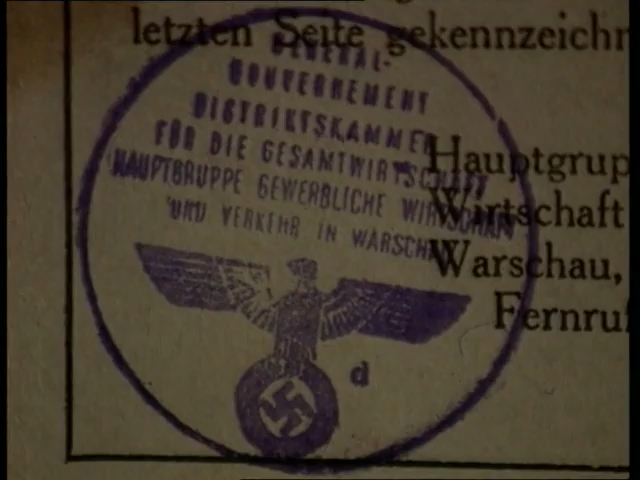 letzten Seite gekennzeichn
GENERAL-
GOUVERNEMENT
DISTRIKTSKAMMER
FÜR DIE GESAMTWIRTSCHAFT
HAUPTGRUPPE GEWERBLICHE WIRTSCHAFT
UND VERKEHR IN WARSCHAU
d
Hauptgrup
Wirtschaft
Warschau,
Fernruf